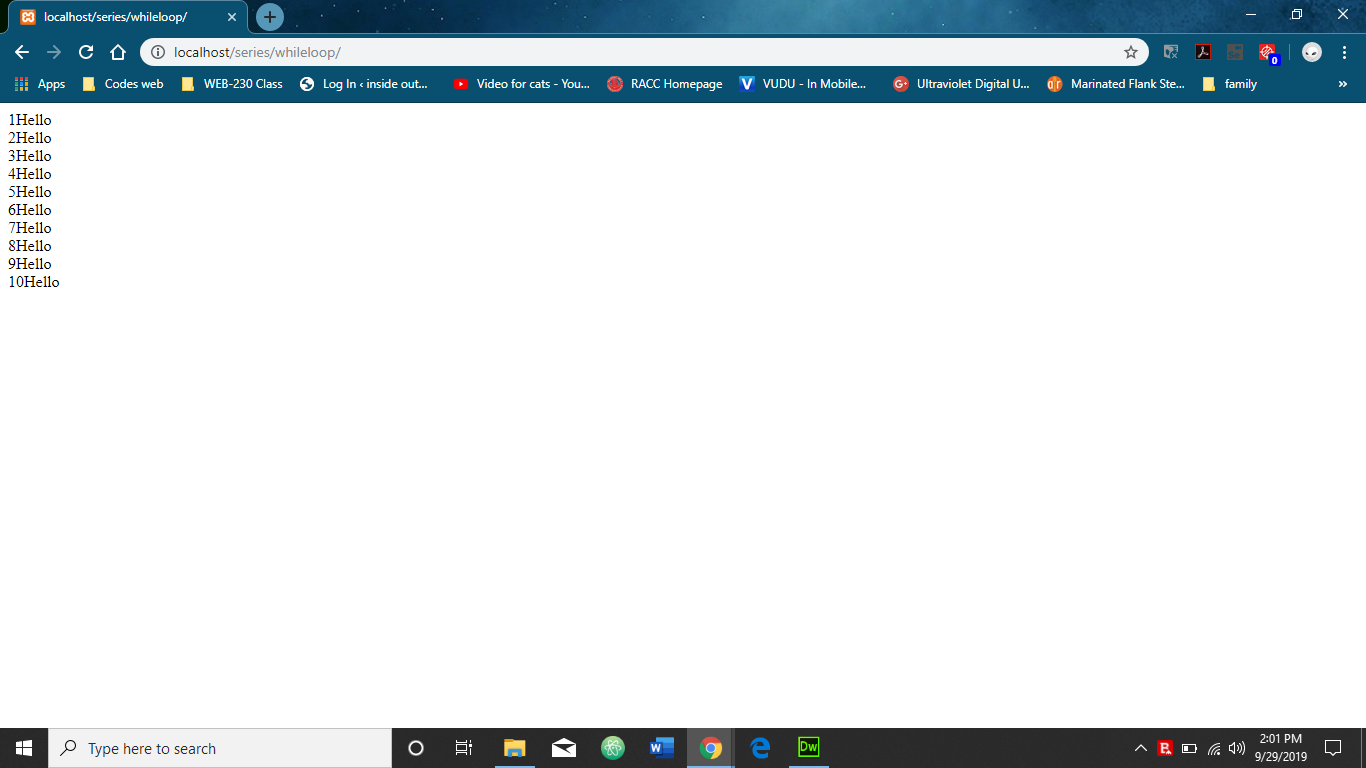 localhost/series/whileloop/
localhost/series/whileloop/
0
Apps
Codes web
WEB-230 Class
Log In ‹ inside out...
Video for cats - You...
RACC Homepage
V
VUDU - In Mobile...
G+
Ultraviolet Digital U...
Marinated Flank Ste...
family
»
1Hello
2Hello
3Hello
4Hello
5Hello
6Hello
7Hello
8Hello
9Hello
10Hello
Type here to search
W
Dw
B
2:01 PM
9/29/2019